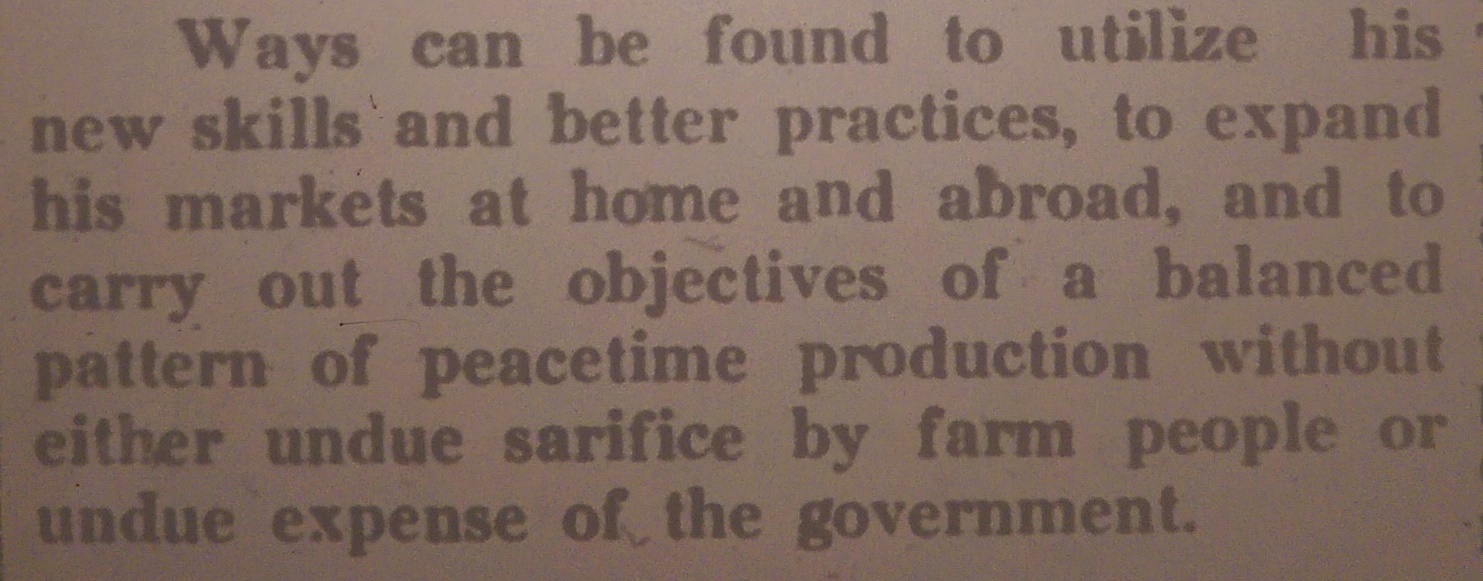 Ways can be found to utilize his
new skills and better practices, to expand
his markets at home and abroad, and to
carry out the objectives of a balanced
pattern of peacetime production without
either undue sarifice by farm people or
undue expense of the government.